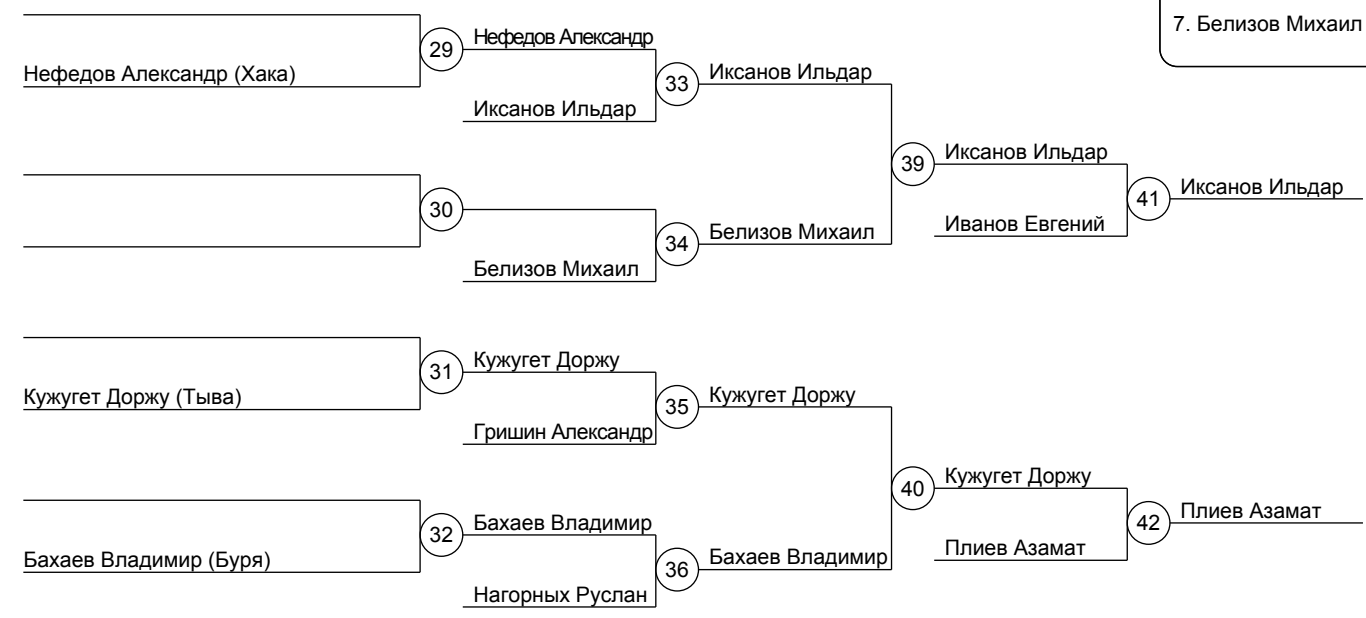 7. Белизов Михаил
29
Нефедов Александр
Нефедов Александр (Хака)
33
Иксанов Ильдар
Иксанов Ильдар
39
Иксанов Ильдар
41
Иксанов Ильдар
30
34
Белизов Михаил
Иванов Евгений
Белизов Михаил
31
Кужугет Доржу
Кужугет Доржу (Тыва)
35
Кужугет Доржу
Гришин Александр
40
Кужугет Доржу
42
Плиев Азамат
32
Бахаев Владимир
Бахаев Владимир (Буря)
36
Бахаев Владимир
Плиев Азамат
Нагорных Руслан